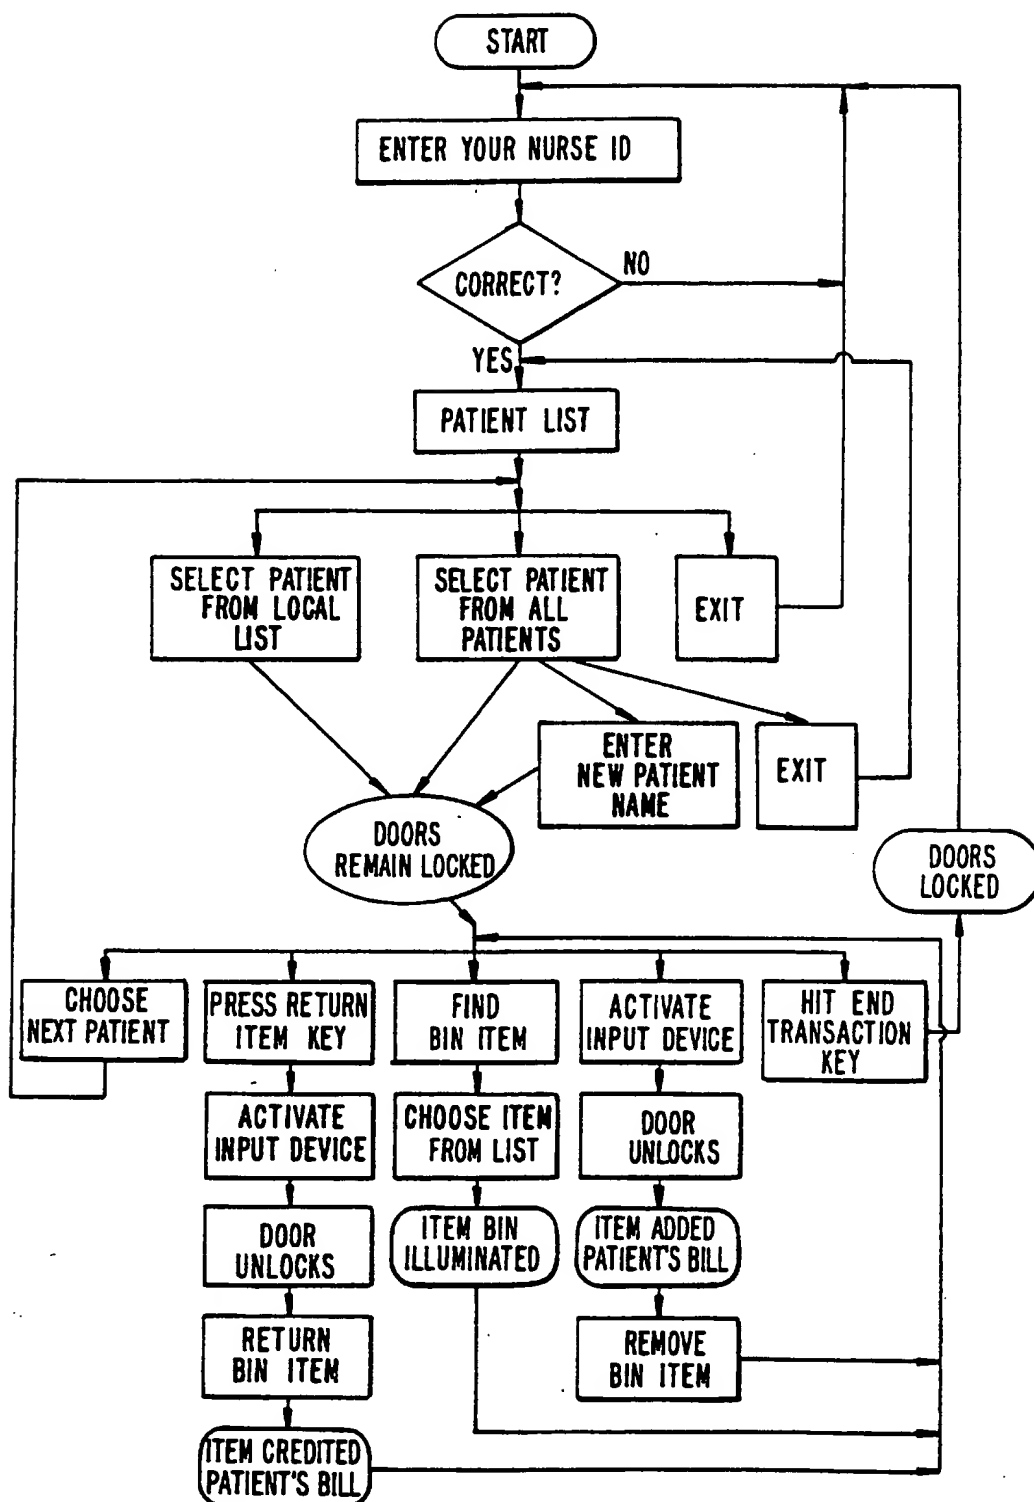 START
ENTER YOUR NURSE ID
CORRECT?
NO
YES
PATIENT LIST
SELECT PATIENT
FROM LOCAL
LIST
SELECT PATIENT
FROM ALL
PATIENTS
EXIT
ENTER
NEW PATIENT
NAME
EXIT
DOORS
REMAIN LOCKED
DOORS
LOCKED
CHOOSE
NEXT PATIENT
PRESS RETURN
ITEM KEY
FIND
BIN ITEM
ACTIVATE
INPUT DEVICE
HIT END
TRANSACTION
KEY
ACTIVATE
INPUT DEVICE
CHOOSE ITEM
FROM LIST
DOOR
UNLOCKS
DOOR
UNLOCKS
ITEM BIN
ILLUMINATED
ITEM ADDED
PATIENT'S BILL
RETURN
BIN ITEM
REMOVE
BIN ITEM
ITEM CREDITED
PATIENT'S BILL